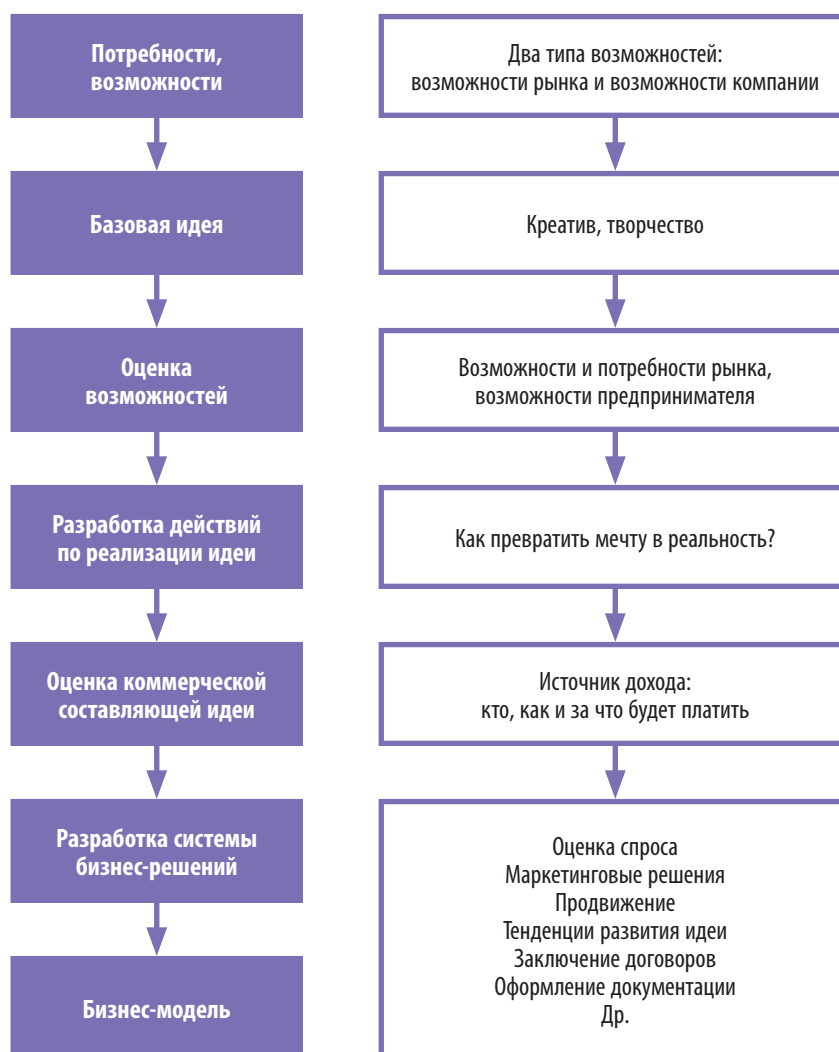 Потребности,
возможности
Два типа возможностей:
возможности рынка и возможности компании
Базовая идея
Креатив, творчество
Оценка
возможностей
Возможности и потребности рынка,
возможности предпринимателя
Разработка действий
по реализации идеи
Как превратить мечту в реальность?
Оценка коммерческой
составляющей идеи
Источник дохода:
кто, как и за что будет платить
Разработка системы
бизнес-решений
Бизнес-модель
Оценка спроса
Маркетинговые решения
Продвижение
Тенденции развития идеи
Заключение договоров
Оформление документации
Др.